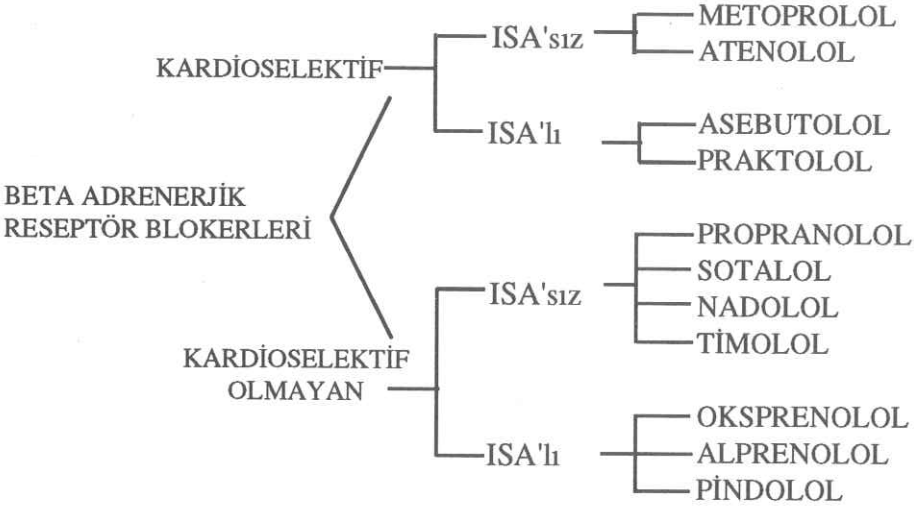 BETA ADRENERJİK
RESEPTÖR BLOKERLERİ
KARDİOSELEKTİF
ISA'sız
METOPROLOL
ATENOLOL
ISA'lı
ASEBUTOLOL
PRAKTOLOL
KARDİOSELEKTİF
OLMAYAN
ISA'sız
PROPRANOLOL
SOTALOL
NADOLOL
TİMOLOL
ISA'lı
OKSPRENOLOL
ALPRENOLOL
PİNDOLOL